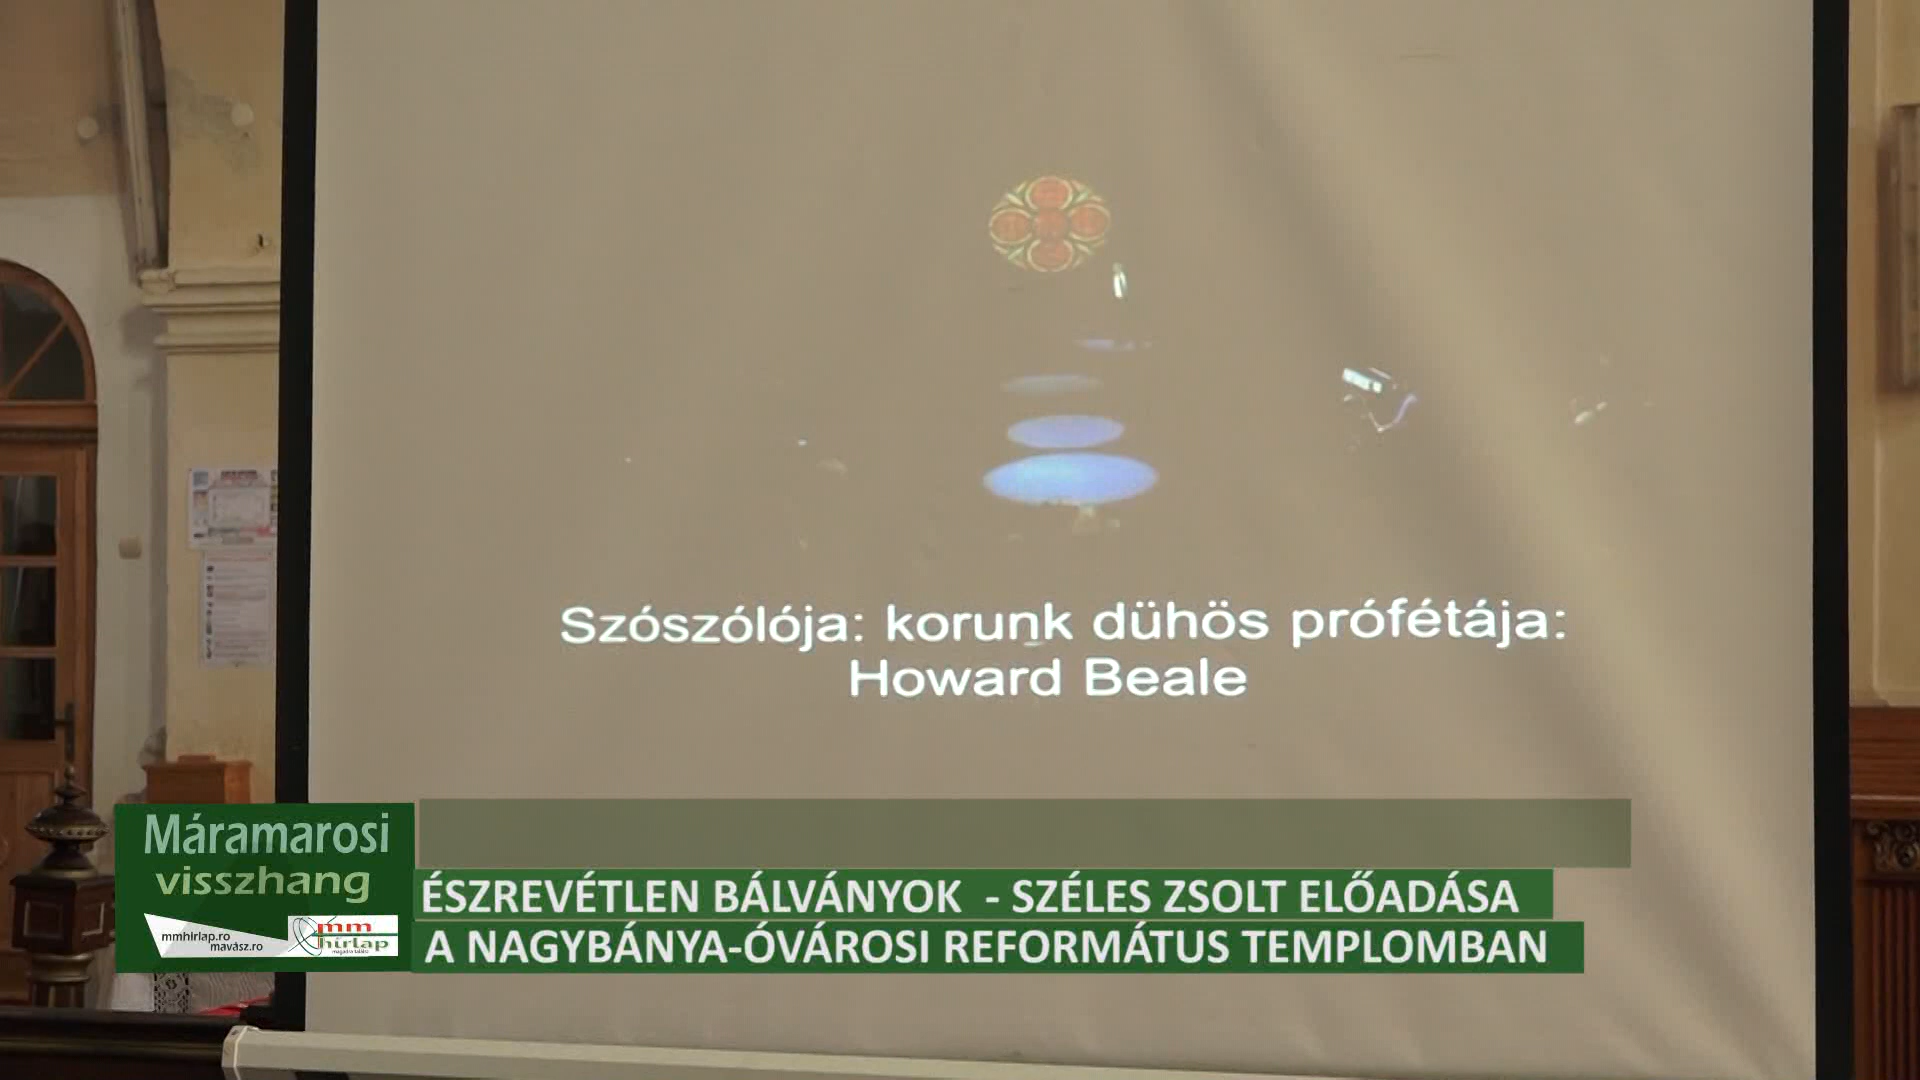 Szószólója: korunk dühös prófétája:
Howard Beale
Máramarosi
visszhang
mmhirlap.ro
mavász.ro
mm
hírlap
ÉSZREVÉTLEN BÁLVÁNYOK - SZÉLES ZSOLT ELŐADÁSA
A NAGYBÁNYA-ÓVÁROSI REFORMÁTUS TEMPLOMBAN